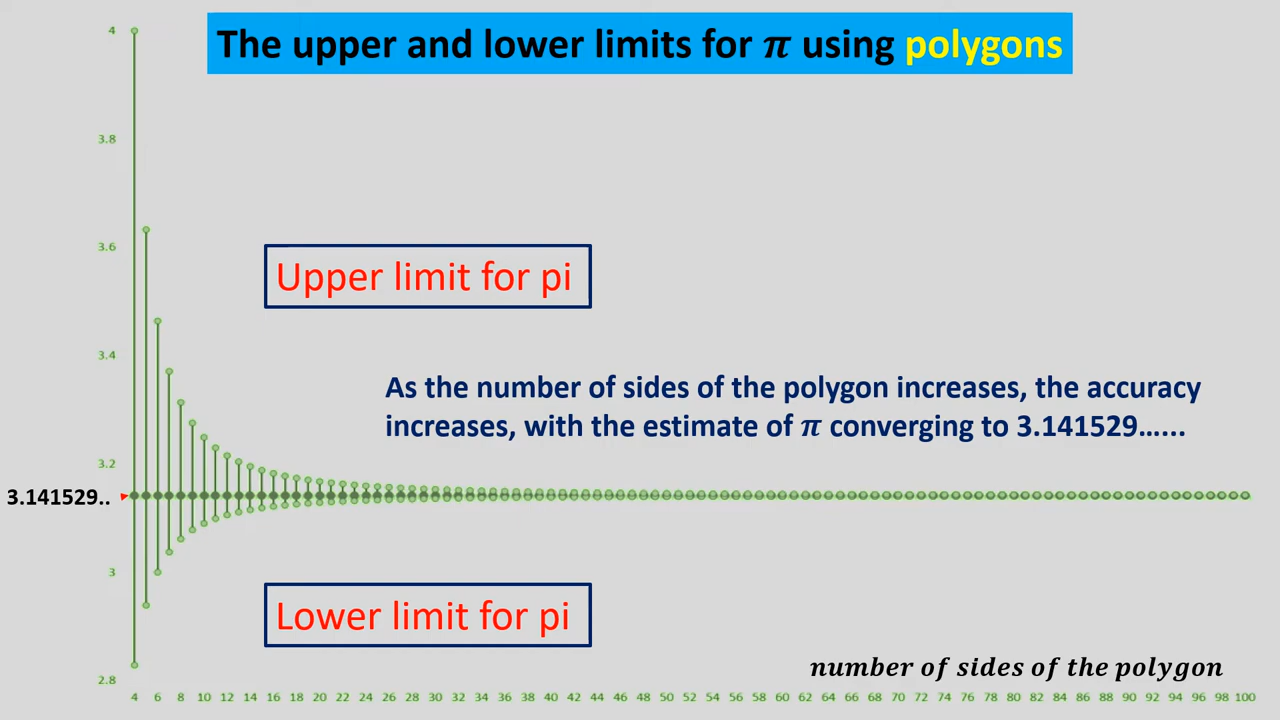 The upper and lower limits for π using polygons
4
3.8
3.6
Upper limit for pi
3.4
As the number of sides of the polygon increases, the accuracy
increases, with the estimate of π converging to 3.141529......
3.2
3.141529..
3
Lower limit for pi
number of sides of the polygon
2.8
4 6 8 10 12 14 16 18 20 22 24 26 28 30 32 34 36 38 40 42 44 46 48 50 52 54 56 58 60 62 64 66 68 70 72 74 76 78 80 82 84 86 88 90 92 94 96 98 100